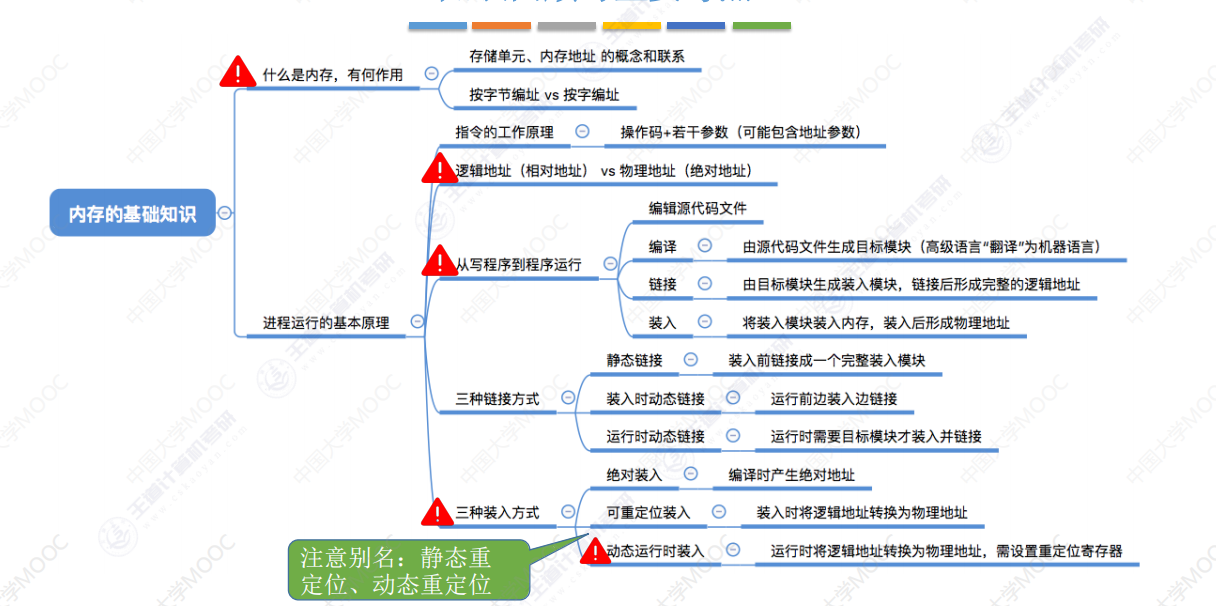 什么是内存，有何作用
存储单元、内存地址 的概念和联系
按字节编址 vs 按字编址
指令的工作原理
操作码+若干参数（可能包含地址参数）
逻辑地址（相对地址） vs 物理地址（绝对地址）
内存的基础知识
从写程序到程序运行
编辑源代码文件
编译
由源代码文件生成目标模块（高级语言“翻译”为机器语言）
链接
由目标模块生成装入模块，链接后形成完整的逻辑地址
装入
将装入模块装入内存，装入后形成物理地址
进程运行的基本原理
三种链接方式
静态链接
装入前链接成一个完整装入模块
装入时动态链接
运行前边装入边链接
运行时动态链接
运行时需要目标模块才装入并链接
三种装入方式
绝对装入
编译时产生绝对地址
可重定位装入
装入时将逻辑地址转换为物理地址
动态运行时装入
运行时将逻辑地址转换为物理地址，需设置重定位寄存器
注意别名：静态重
定位、动态重定位
中国大学MOOC
王道计算机考研